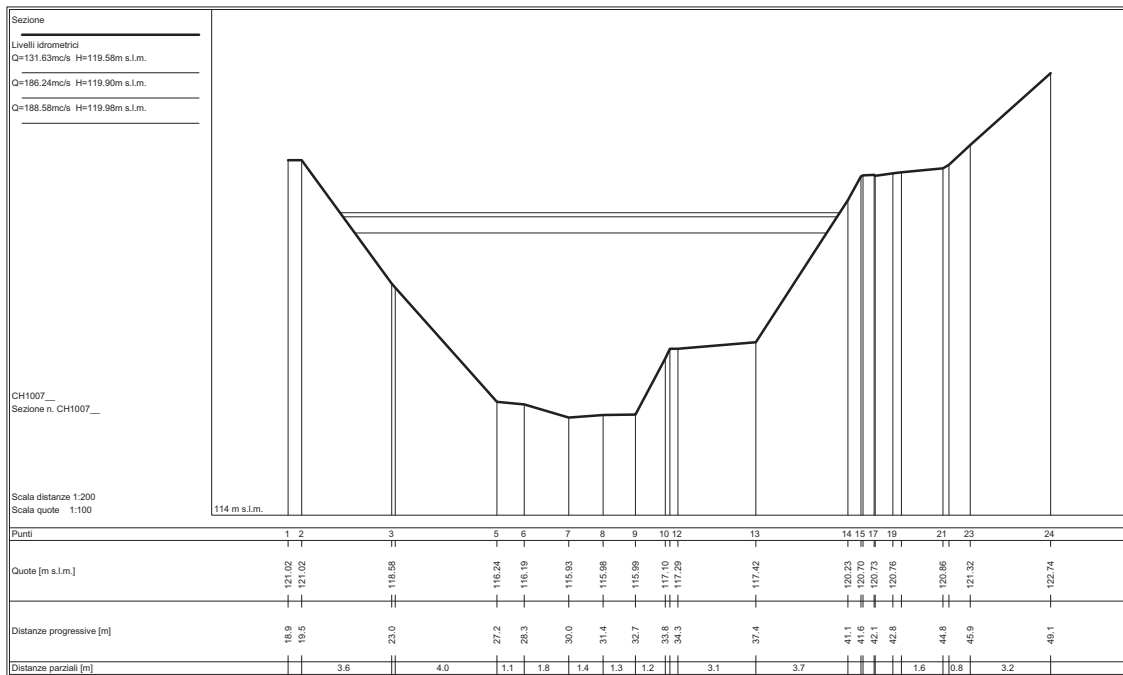 Sezione
Livelli idrometrici
Q=131.63mc/s H=119.58m s.l.m.
Q=186.24mc/s H=119.90m s.l.m.
Q=188.58mc/s H=119.98m s.l.m.
CH1007__
Sezione n. CH1007__
Scala distanze 1:200
Scala quote 1:100
114 m s.l.m.
Punti 1 2 3 5 6 7 8 9 10 12 13 14 15 17 19 21 23 24
Quote [m s.l.m.] 121.02 121.02 118.58 116.24 116.19 115.93 115.98 115.99 117.10 117.29 117.42 120.23 120.70 120.73 120.76 120.86 121.32 122.74
Distanze progressive [m] 18.9 19.5 23.0 27.2 28.3 30.0 31.4 32.7 33.8 34.3 37.4 41.1 41.6 42.1 42.8 44.8 45.9 49.1
Distanze parziali [m] 3.6 4.0 1.1 1.8 1.4 1.3 1.2 3.1 3.7 1.6 0.8 3.2